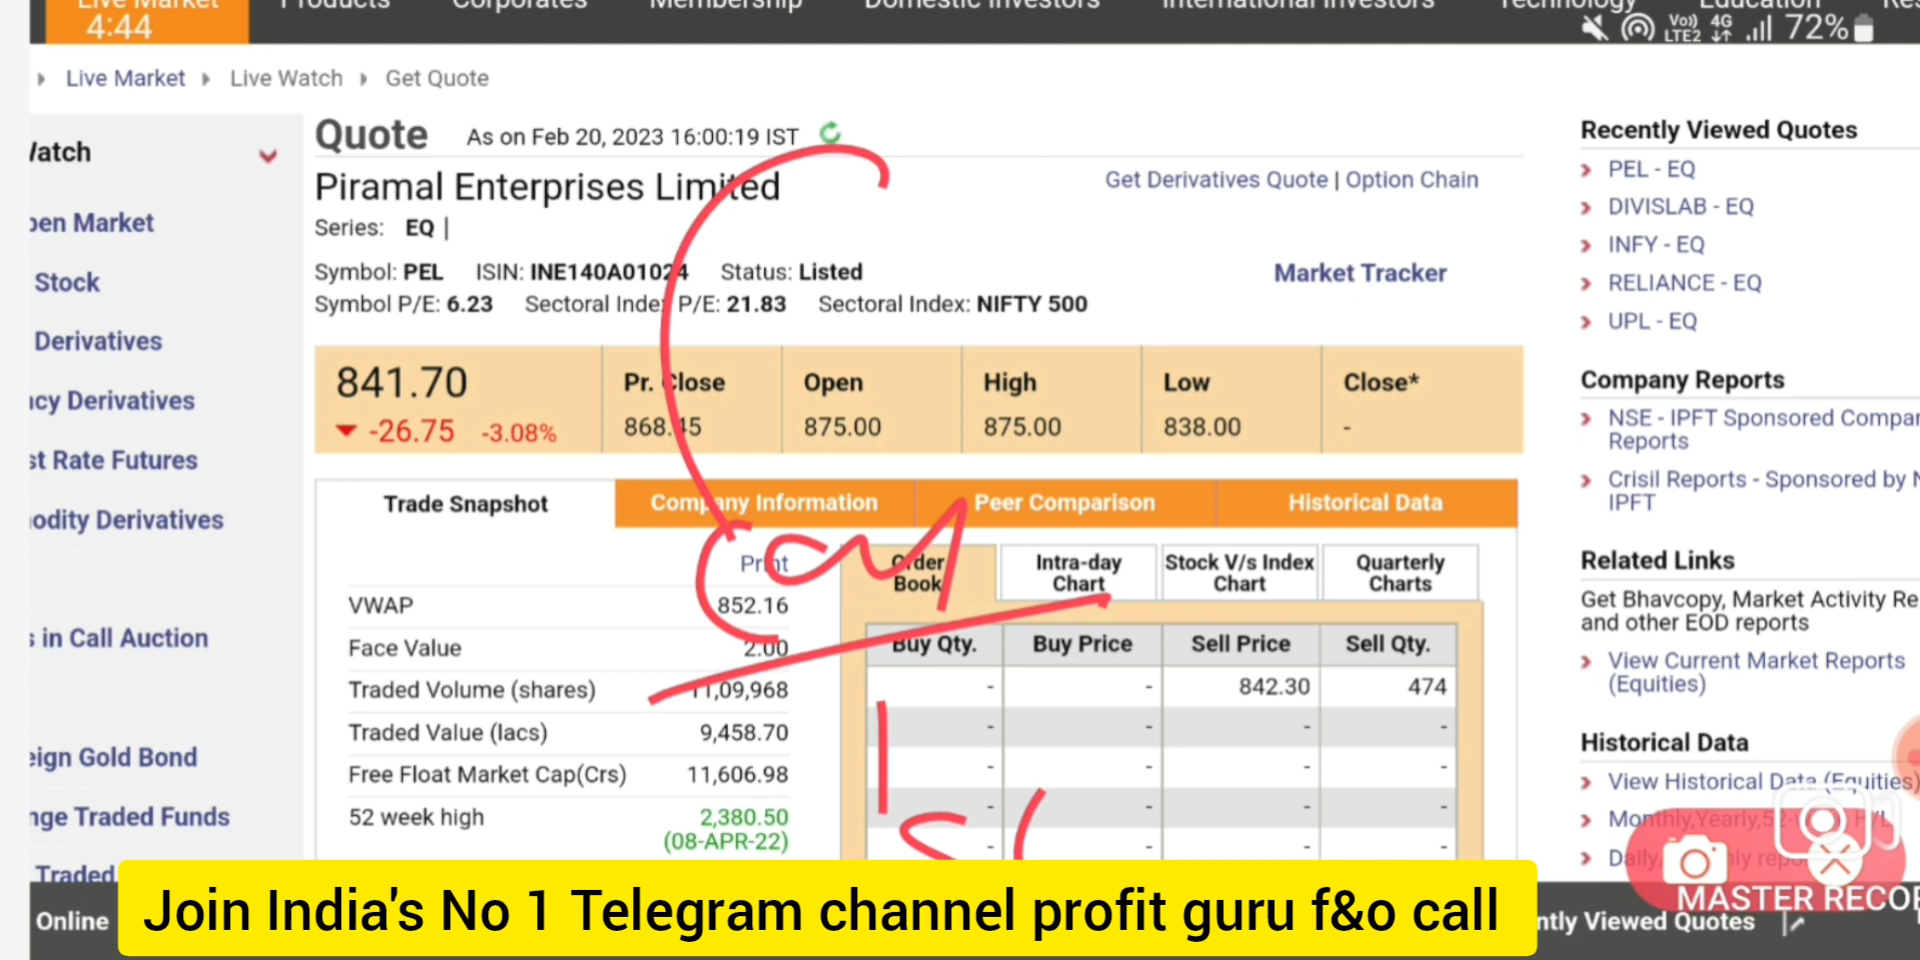 Live Market Products Corporates Membership Domestic Investors International Investors Technology Education
4:44 Vo)) LTE2 4G 72%
Live Market Live Watch Get Quote
Quote As on Feb 20, 2023 16:00:19 IST
Piramal Enterprises Limited
Get Derivatives Quote | Option Chain
Series: EQ |
Symbol: PEL ISIN: INE140A01024 Status: Listed
Market Tracker
Symbol P/E: 6.23 Sectoral Index P/E: 21.83 Sectoral Index: NIFTY 500
841.70 Pr. Close Open High Low Close*
-26.75 -3.08% 868.45 875.00 875.00 838.00 -
Trade Snapshot Company Information Peer Comparison Historical Data
Print
VWAP 852.16
Face Value 2.00
Traded Volume (shares) 11,09,968
Traded Value (lacs) 9,458.70
Free Float Market Cap(Crs) 11,606.98
52 week high 2,380.50
(08-APR-22)
Order Book Intra-day Chart Stock V/s Index Chart Quarterly Charts
Buy Qty. Buy Price Sell Price Sell Qty.
- - 842.30 474
- - - -
- - - -
- - - -
- - - -
Stock
Derivatives
in Call Auction
Gold Bond
Traded Funds
Traded
Recently Viewed Quotes
PEL - EQ
DIVISLAB - EQ
INFY - EQ
RELIANCE - EQ
UPL - EQ
Company Reports
NSE - IPFT Sponsored
Reports
Crisil Reports - Sponsored by
IPFT
Related Links
Get Bhavcopy, Market Activity
and other EOD reports
View Current Market Reports
(Equities)
Historical Data
View Historical Data (Equities)
MASTER
Online
Join India's No 1 Telegram channel profit guru f&o call
Viewed Quotes